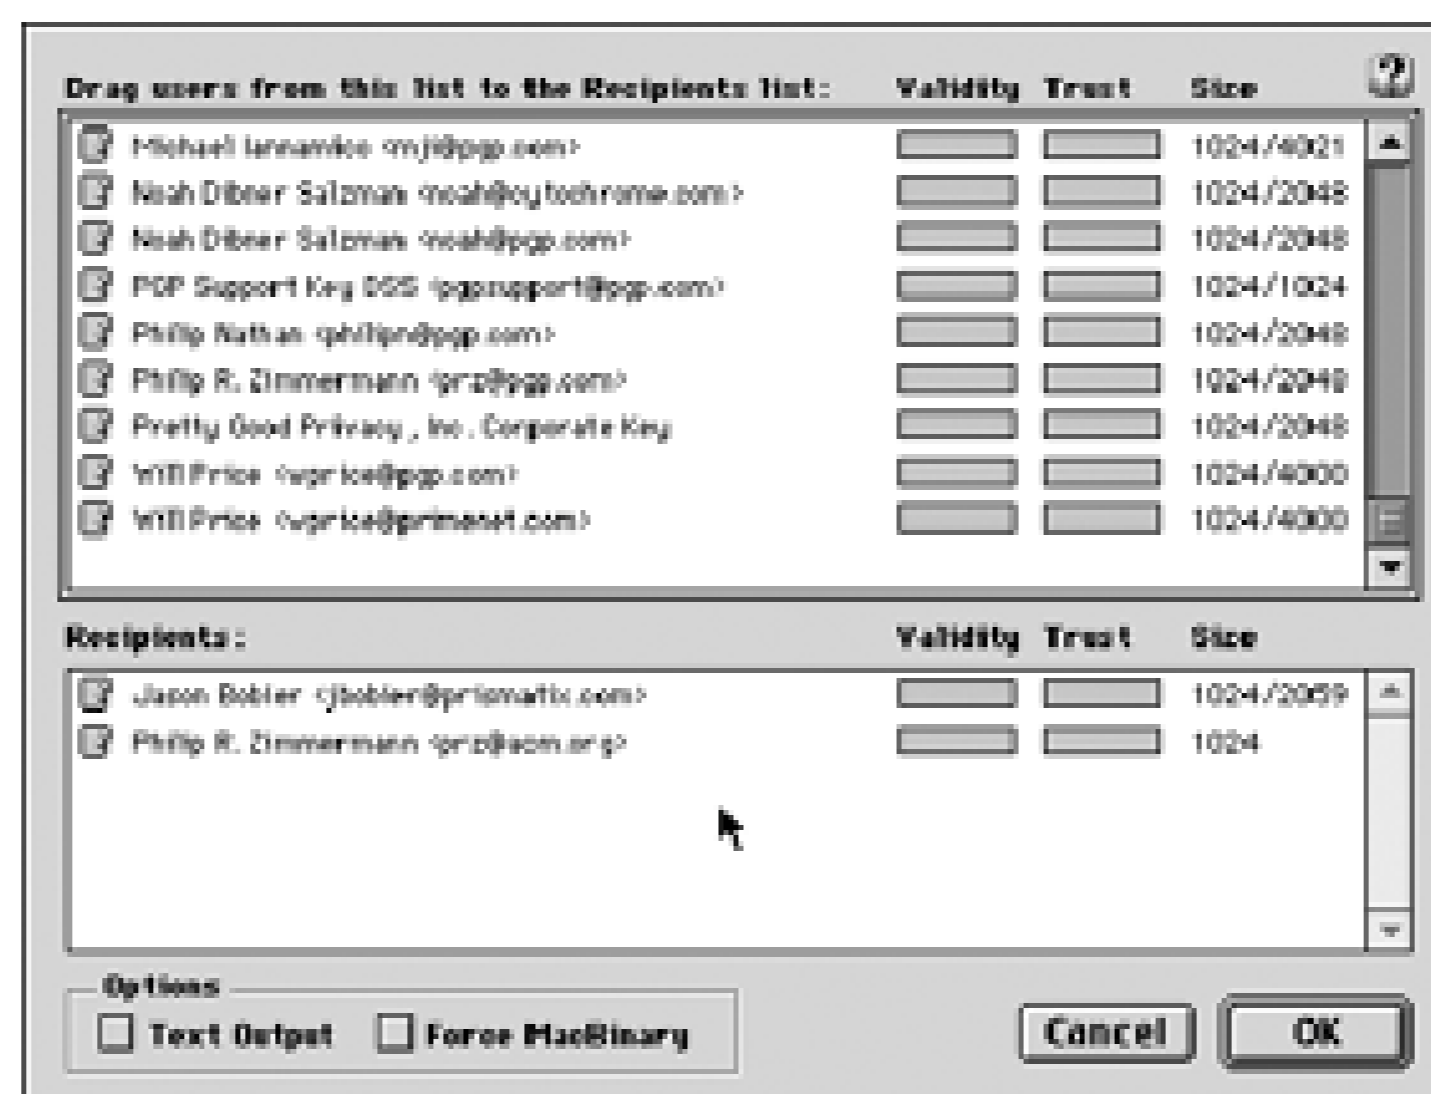 Drag users from this list to the Recipients list: Validity Trust Size ?
Michael Iannamico <mji@pgp.com> 1024/4021
Noah Dibner Salzman <noah@cytochrome.com> 1024/2048
Noah Dibner Salzman <noah@pgp.com> 1024/2048
PGP Support Key DSS <pgpsupport@pgp.com> 1024/1024
Philip Nathan <philipn@pgp.com> 1024/2048
Philip R. Zimmermann <prz@pgp.com> 1024/2048
Pretty Good Privacy, Inc. Corporate Key 1024/2048
Will Price <wprice@pgp.com> 1024/4000
Will Price <wprice@primenet.com> 1024/4000
Recipients: Validity Trust Size
Jason Bobier <jbobier@prismatix.com> 1024/2059
Philip R. Zimmermann <prz@acm.org> 1024
Options
Text Output Force MacBinary
Cancel OK